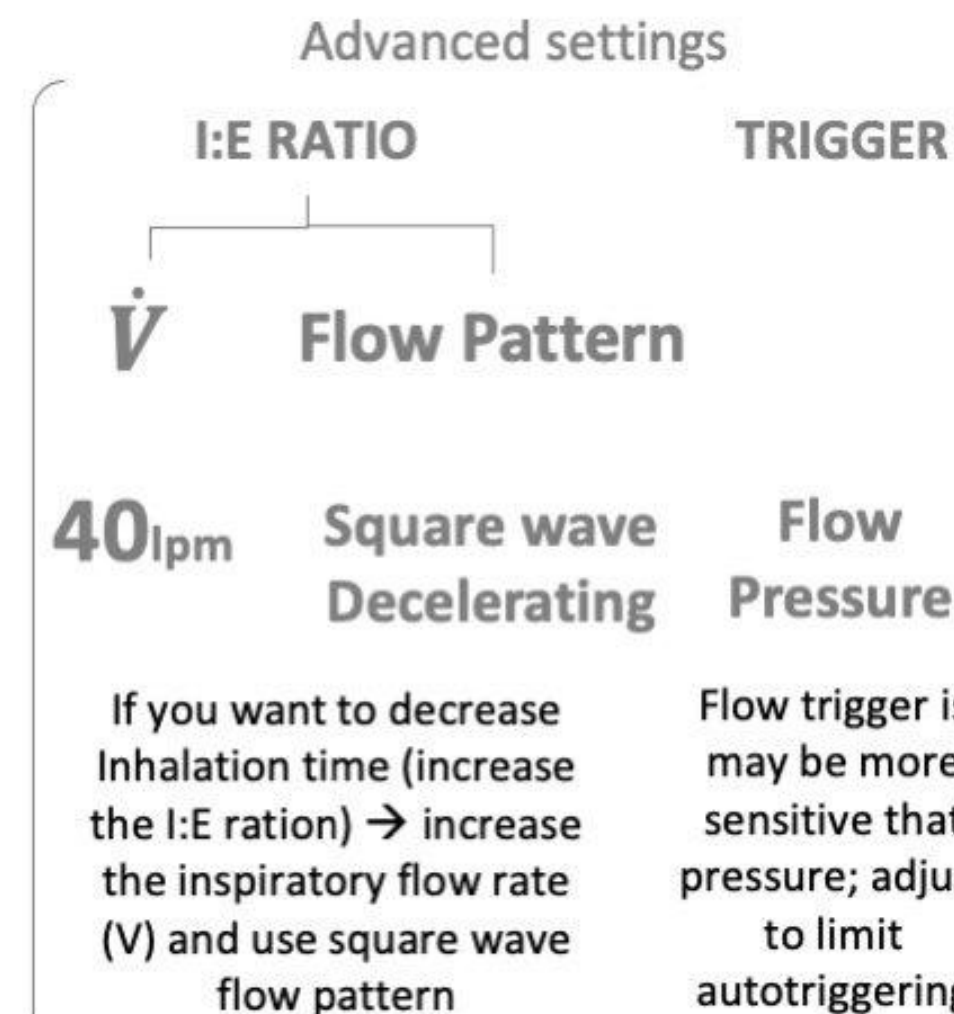 Advanced settings
I:E RATIO
TRIGGER
V̇
Flow Pattern
40lpm
Square wave
Decelerating
Flow
Pressure
If you want to decrease
Inhalation time (increase
the I:E ration) → increase
the inspiratory flow rate
(V) and use square wave
flow pattern
Flow trigger
may be more
sensitive that
pressure;
to limit
autotriggering